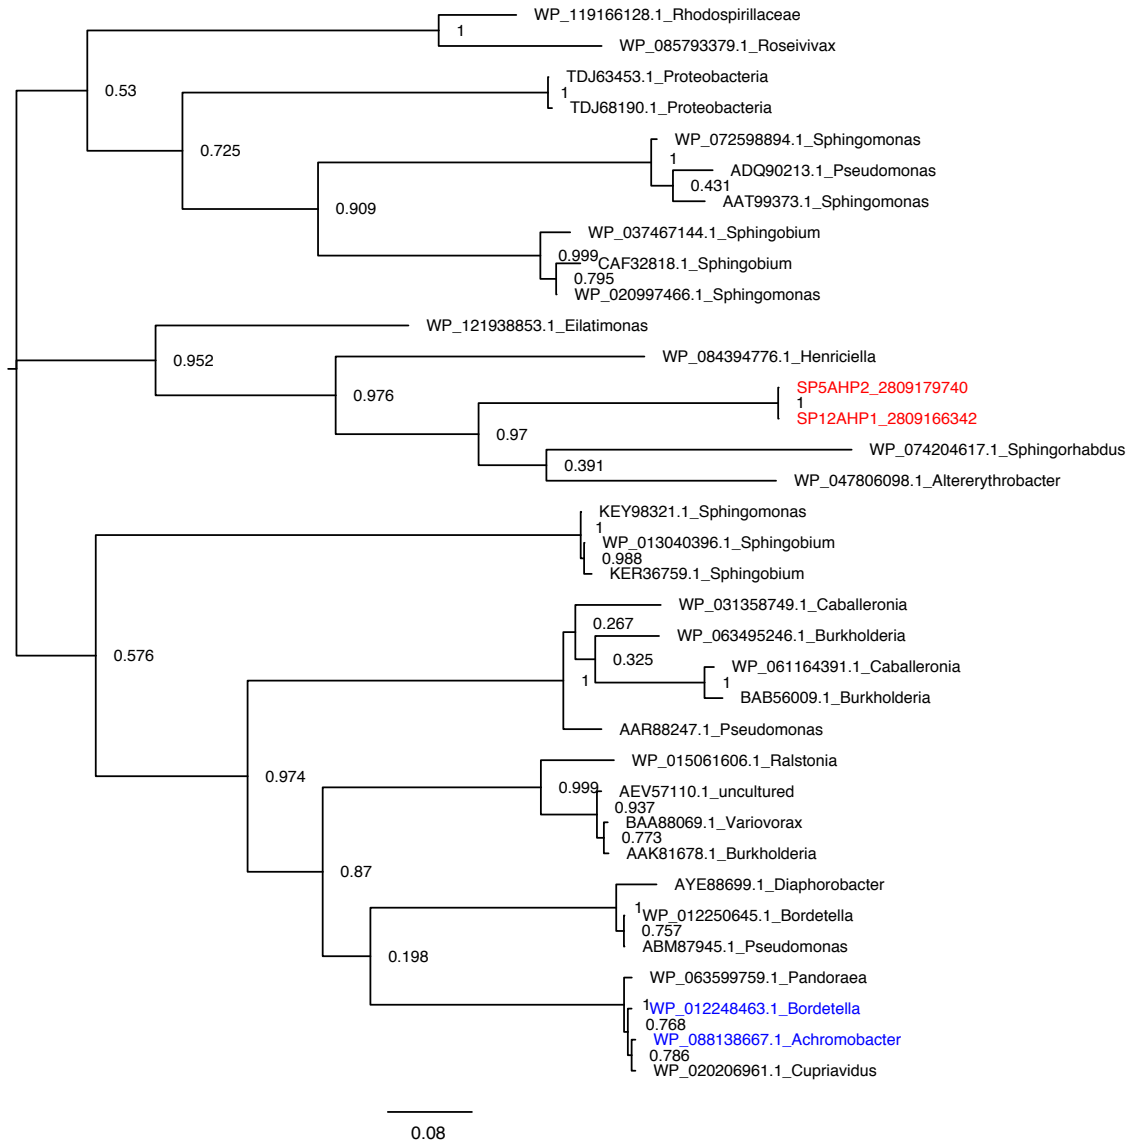 WP_119166128.1_Rhodospirillaceae
1
WP_085793379.1_Roseivivax
0.53
TDJ63453.1_Proteobacteria
1
TDJ68190.1_Proteobacteria
0.725
WP_072598894.1_Sphingomonas
1
ADQ90213.1_Pseudomonas
0.431
AAT99373.1_Sphingomonas
0.909
WP_037467144.1_Sphingobium
0.999
CAF32818.1_Sphingobium
0.795
WP_020997466.1_Sphingomonas
WP_121938853.1_Eilatimonas
0.952
WP_084394776.1_Henriciella
0.976
SP5AHP2_2809179740
1
SP12AHP1_2809166342
0.97
WP_074204617.1_Sphingorhabdus
0.391
WP_047806098.1_Altererythrobacter
KEY98321.1_Sphingomonas
1
WP_013040396.1_Sphingobium
0.988
KER36759.1_Sphingobium
0.576
WP_031358749.1_Caballeronia
0.267
WP_063495246.1_Burkholderia
0.325
WP_061164391.1_Caballeronia
1
1
BAB56009.1_Burkholderia
AAR88247.1_Pseudomonas
0.974
WP_015061606.1_Ralstonia
0.999
AEV57110.1_uncultured
0.937
BAA88069.1_Variovorax
0.773
AAK81678.1_Burkholderia
0.87
AYE88699.1_Diaphorobacter
1
WP_012250645.1_Bordetella
0.757
ABM87945.1_Pseudomonas
0.198
WP_063599759.1_Pandoraea
1
WP_012248463.1_Bordetella
0.768
WP_088138667.1_Achromobacter
0.786
WP_020206961.1_Cupriavidus
0.08